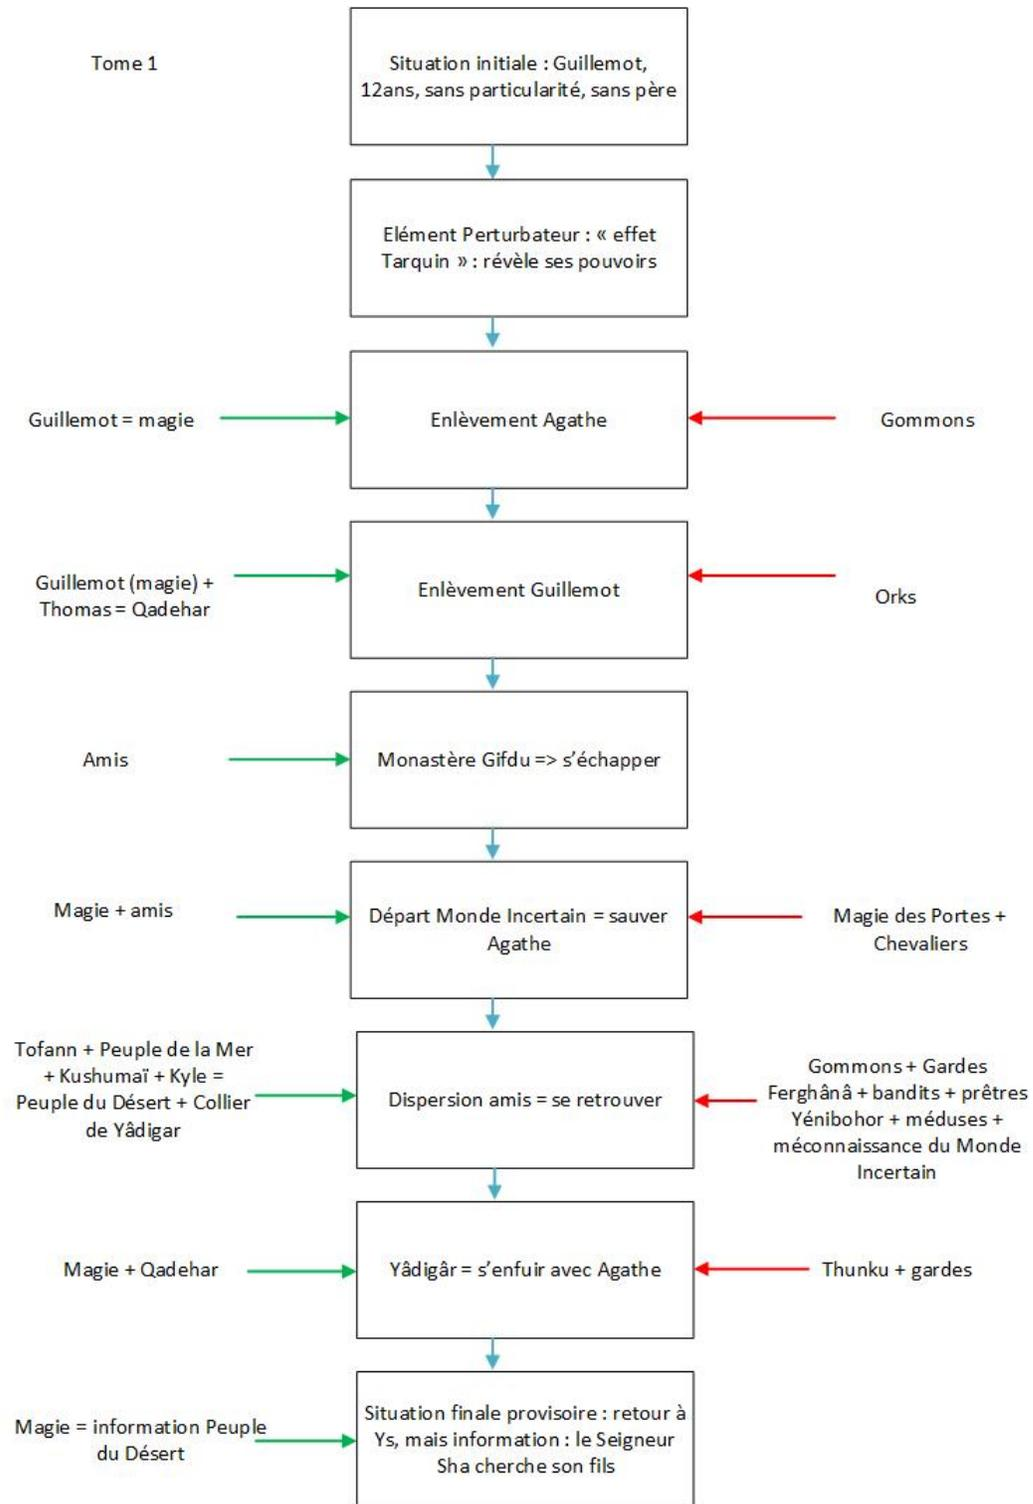 Tome 1
Situation initiale : Guillemot,
12ans, sans particularité, sans père
Elément Perturbateur : « effet
Tarquin » : révèle ses pouvoirs
Guillemot = magie
Enlèvement Agathe
Gommons
Guillemot (magie) +
Thomas = Qadehar
Enlèvement Guillemot
Orks
Amis
Monastère Gifdu => s’échapper
Magie + amis
Départ Monde Incertain = sauver
Agathe
Magie des Portes +
Chevaliers
Tofann + Peuple de la Mer
+ Kushumaï + Kyle =
Peuple du Désert + Collier
de Yâdigar
Dispersion amis = se retrouver
Gommons + Gardes
Ferghânâ + bandits + prêtres
Yénibohor + méduses +
méconnaissance du Monde
Incertain
Magie + Qadehar
Yâdigâr = s’enfuir avec Agathe
Thunku + gardes
Magie = information Peuple
du Désert
Situation finale provisoire : retour à
Ys, mais information : le Seigneur
Sha cherche son fils